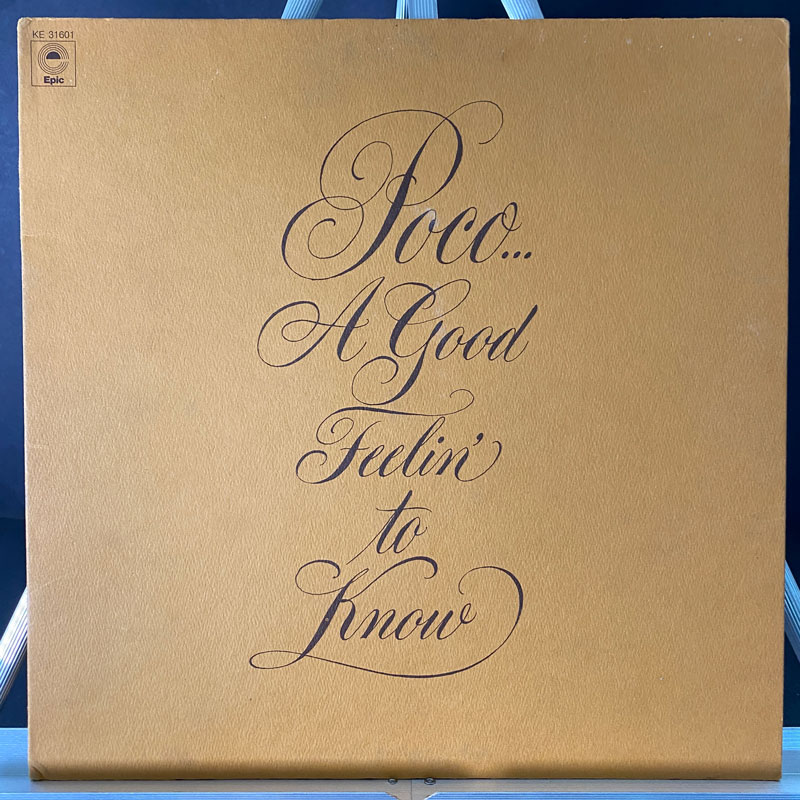 KE 31601
Epic
Poco...
A Good
Feelin'
to
Know